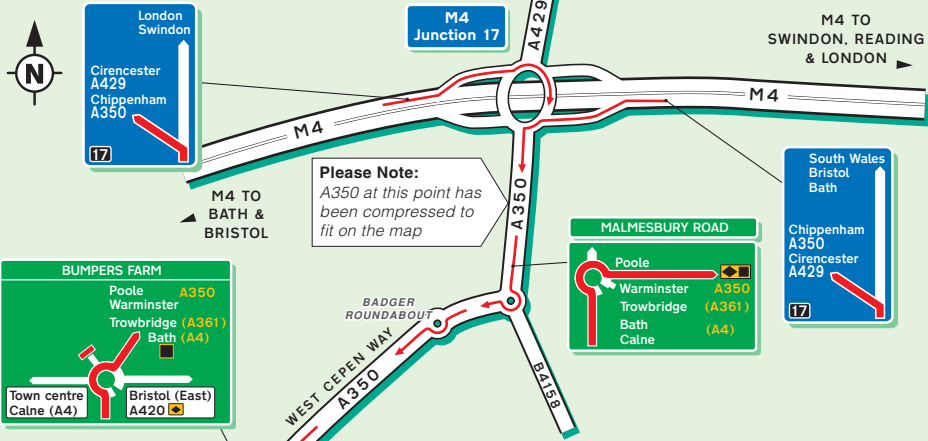 London
Swindon
Cirencester
A429
Chippenham
A350
17
N
M4
Junction 17
A429
M4 TO
SWINDON, READING
& LONDON
M4
M4
M4 TO
BATH &
BRISTOL
Please Note:
A350 at this point has
been compressed to
fit on the map
A350
South Wales
Bristol
Bath
Chippenham
A350
Cirencester
A429
17
MALMESBURY ROAD
Poole
Warminster A350
Trowbridge (A361)
Bath
Calne (A4)
BUMPERS FARM
Poole A350
Warminster
Trowbridge (A361)
Bath (A4)
Town centre
Calne (A4)
Bristol (East)
A420
BADGER
ROUNDABOUT
WEST CEPEN WAY
A350
B4158